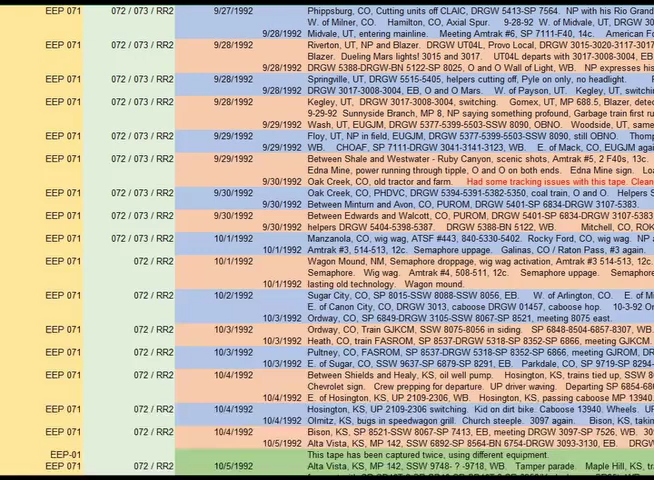 EEP 071 072 / 073 / RR2 9/27/1992 Phippsburg, CO, Cutting units off CLAIC, DRGW 5413-SP 7564. NP with his Rio Grand
W. of Milner, CO. Hamilton, CO, Axial Spur. 9-28-92 W. of Midvale, UT, DRGW 30
9/28/1992 Midvale, UT, entering mainline. Meeting Amtrak #6, SP 7111-F40, 14c. American Fo
EEP 071 072 / 073 / RR2 9/28/1992 Riverton, UT, NP and Blazer. DRGW UT04L, Provo Local, DRGW 3015-3020-3117-3017
Blazer. Dueling Mars lights! 3015 and 3017. UT04L departs with 3017-3008-3004, EB.
9/28/1992 DRGW 5388-DRGW-BN 5122-SP 8025, O and O Wall of Light, WB. NP expresses his
EEP 071 072 / 073 / RR2 9/28/1992 Springville, UT, DRGW 5515-5405, helpers cutting off, Pyle on only, no headlight.
9/28/1992 DRGW 3017-3008-3004, EB, O and O Mars. W. of Payson, UT. Kegley, UT, switchin
EEP 071 072 / 073 / RR2 9/28/1992 Kegley, UT, DRGW 3017-3008-3004, switching. Gomex, UT, MP 688.5, Blazer, detec
9-29-92 Sunnyside Branch, MP 8, NP saying something profound, Garbage train first ru
9/29/1992 Wash, UT, EUGJM, DRGW 5377-5399-5503-SSW 8090, OBNO. Woodside, UT, same
EEP 071 072 / 073 / RR2 9/29/1992 Floy, UT, NP in field, EUGJM, DRGW 5377-5399-5503-SSW 8090, still OBNO. Thomp
9/29/1992 WB. CHOAF, SP 7111-DRGW 3041-3141-3123, WB. E. of Mack, CO, EUGJM agai
EEP 071 072 / 073 / RR2 9/29/1992 Between Shale and Westwater - Ruby Canyon, scenic shots, Amtrak #5, 2 F40s, 13c.
Edna Mine, power running through tipple, O and O on both ends. Edna Mine sign. Loa
9/30/1992 Oak Creek, CO, old tractor and farm. Had some tracking issues with this tape. Clean
EEP 071 072 / 073 / RR2 9/30/1992 Oak Creek, CO, PHDVC, DRGW 5394-5391-5382-5350, coal train, O and O. Helpers S
9/30/1992 Between Minturn and Avon, CO, PUROM, DRGW 5401-SP 6834-DRGW 3107-5383.
EEP 071 072 / 073 / RR2 9/30/1992 Between Edwards and Walcott, CO, PUROM, DRGW 5401-SP 6834-DRGW 3107-5383
9/30/1992 helpers DRGW 5404-5398-5387. DRGW 5388-BN 5122, WB. Mitchell, CO, ROK
EEP 071 072 / 073 / RR2 10/1/1992 Manzanola, CO, wig wag, ATSF #443, 840-5330-5402. Rocky Ford, CO, wig wag. NP a
10/1/1992 Amtrak #3, 514-513, 12c. Semaphore uppage. Galinas, CO / Raton Pass, #3 again.
EEP 071 072 / 073 / RR2 10/1/1992 Wagon Mound, NM, Semaphore droppage, wig wag activation, Amtrak #3 514-513, 12c.
Semaphore. Wig wag. Amtrak #4, 508-511, 12c. Semaphore uppage. Semaphore
10/1/1992 lasting old technology. Wagon mound.
EEP 071 072 / 073 / RR2 10/2/1992 Sugar City, CO, SP 8015-SSW 8088-SSW 8056, EB. W. of Arlington, CO. E. of Mi
E. of Canon City, CO, DRGW 3013, caboose DRGW 01457, caboose hop. 10-3-92 Or
10/3/1992 Ordway, CO, SP 6849-DRGW 3105-SSW 8067-SP 8521, meeting 8075 east.
EEP 071 072 / 073 / RR2 10/3/1992 Ordway, CO, Train GJKCM, SSW 8075-8056 in siding. SP 6848-8504-6857-8307, WB.
10/3/1992 Heath, CO, train FASROM, SP 8537-DRGW 5318-SP 8352-SP 6866, meeting GJKCM.
EEP 071 072 / 073 / RR2 10/3/1992 Pultney, CO, FASROM, SP 8537-DRGW 5318-SP 8352-SP 6866, meeting GJROM, DR
10/3/1992 E. of Sugar, CO, SSW 9637-SP 6879-SP 8291, EB. Parkdale, CO, SP 9719-SP 8294-
EEP 071 072 / 073 / RR2 10/4/1992 Between Shields and Healy, KS, oil well pump. Hosington, KS, trains tied up, SSW 8
Chevrolet sign. Crew prepping for departure. UP driver waving. Departing SP 6854-68
10/4/1992 E. of Hosington, KS, UP 2109-2306, WB. Hosington, KS, passing caboose MP 13940.
EEP 071 072 / 073 / RR2 10/4/1992 Hosington, KS, UP 2109-2306 switching. Kid on dirt bike. Caboose 13940. Wheels. UP
10/4/1992 Olmitz, KS, bugs in speedwagon grill. Church steeple. 3097 again. Bison, KS, takin
EEP 071 072 / 073 / RR2 10/4/1992 Bison, KS, SP 8521-SSW 8067-SP 7413, EB, meeting DRGW 3097-SP 7526, WB. 309
10/5/1992 Alta Vista, KS, MP 142, SSW 6892-SP 8564-BN 6754-DRGW 3093-3130, EB. DRGW
EEP-01 This tape has been captured twice, using different equipment.
EEP 071 072 / 073 / RR2 10/5/1992 Alta Vista, KS, MP 142, SSW 9748- ? -9718, WB. Tamper parade. Maple Hill, KS, tra